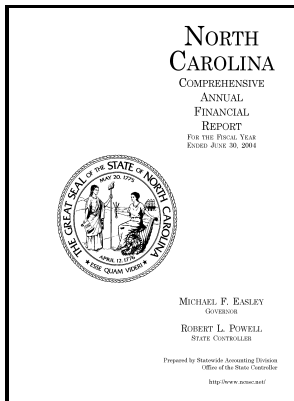 NORTH
CAROLINA
COMPREHENSIVE
ANNUAL
FINANCIAL
REPORT
FOR THE FISCAL YEAR
ENDED JUNE 30, 2004
THE GREAT SEAL OF THE STATE OF NORTH CAROLINA
MAY 20, 1775
APRIL 12, 1776
★ ESSE QUAM VIDERI ★
MICHAEL F. EASLEY
GOVERNOR
ROBERT L. POWELL
STATE CONTROLLER
Prepared by Statewide Accounting Division
Office of the State Controller
http://www.ncosc.net/